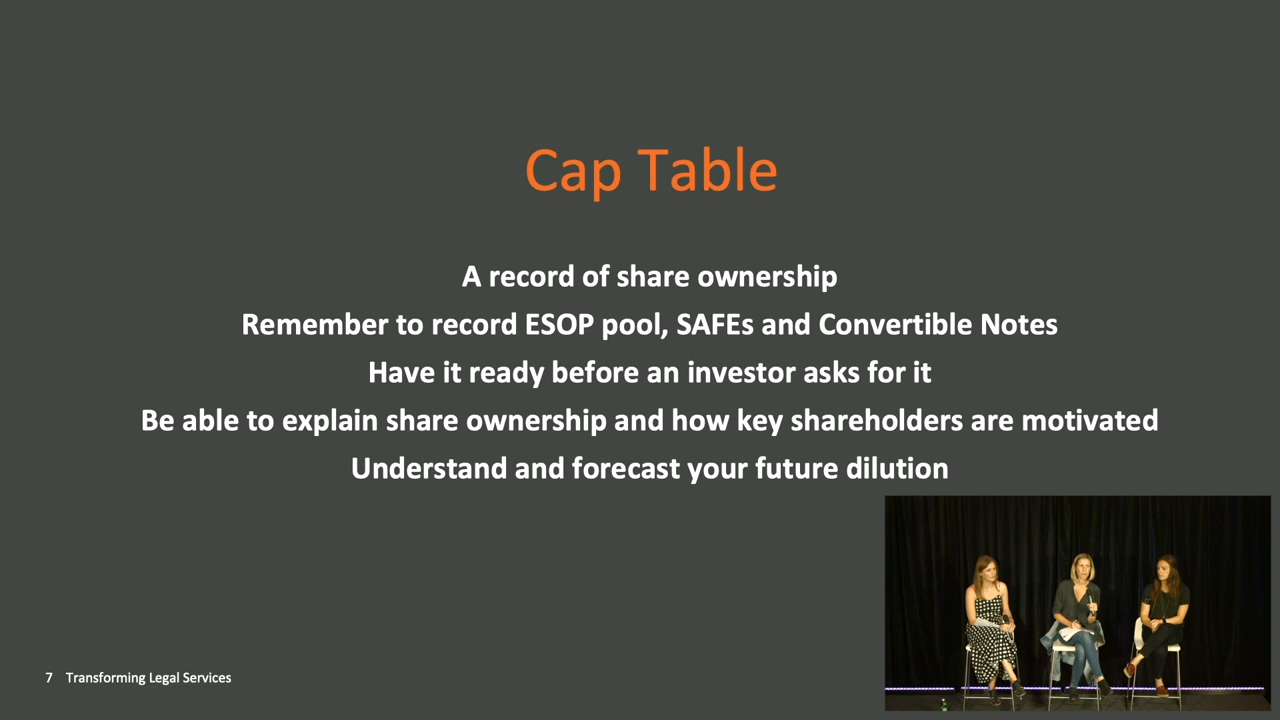 Cap Table
A record of share ownership
Remember to record ESOP pool, SAFEs and Convertible Notes
Have it ready before an investor asks for it
Be able to explain share ownership and how key shareholders are motivated
Understand and forecast your future dilution
7 Transforming Legal Services